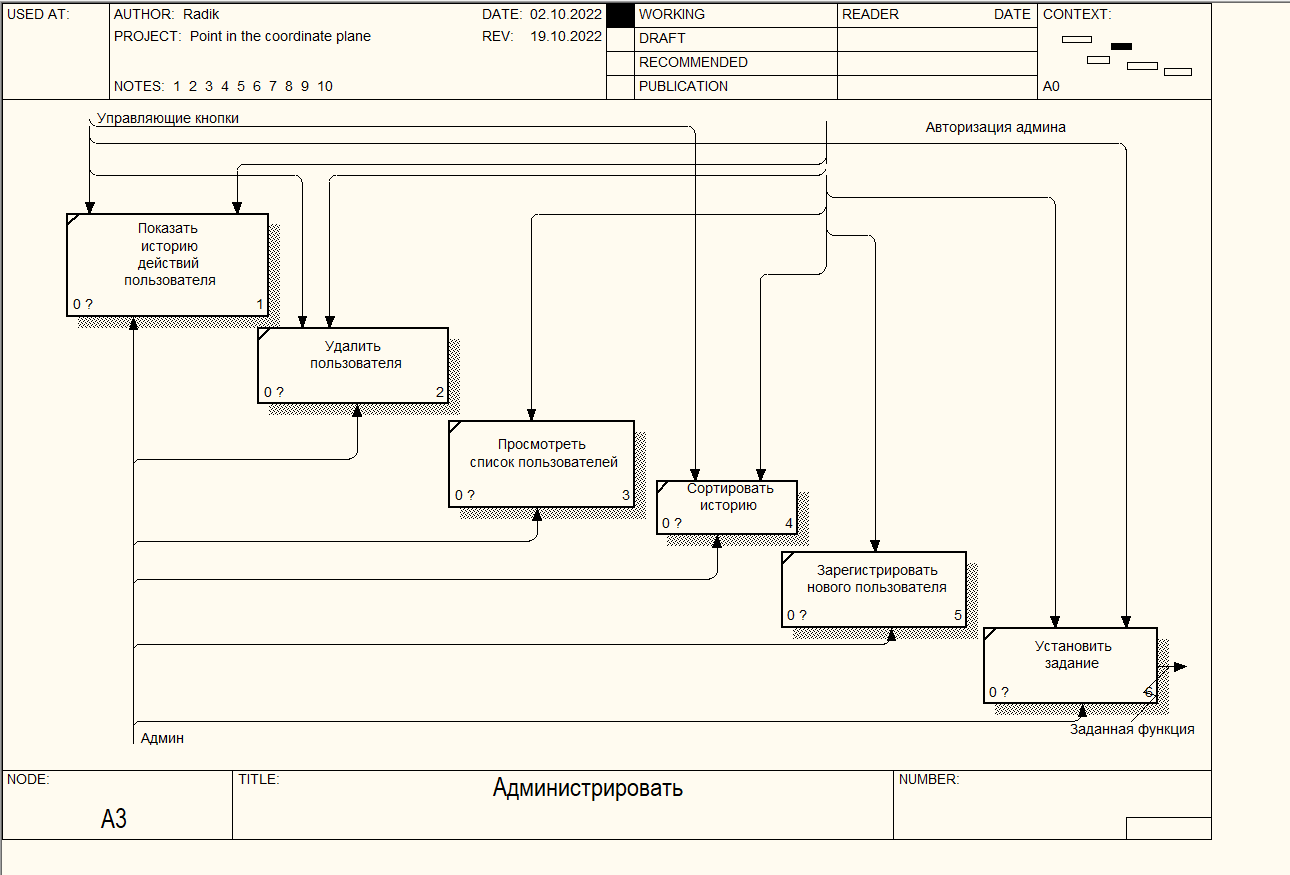 USED AT:
AUTHOR: Radik
DATE: 02.10.2022
PROJECT: Point in the coordinate plane
REV: 19.10.2022
NOTES: 1 2 3 4 5 6 7 8 9 10
WORKING
DRAFT
RECOMMENDED
PUBLICATION
READER
DATE
CONTEXT:
A0
Управляющие кнопки
Авторизация админа
Показать
историю
действий
пользователя
0 ?
1
Удалить
пользователя
0 ?
2
Просмотреть
список пользователей
0 ?
3
Сортировать
историю
0 ?
4
Зарегистрировать
нового пользователя
0 ?
5
Установить
задание
0 ?
6
Заданная функция
Админ
NODE:
A3
TITLE:
Администрировать
NUMBER: